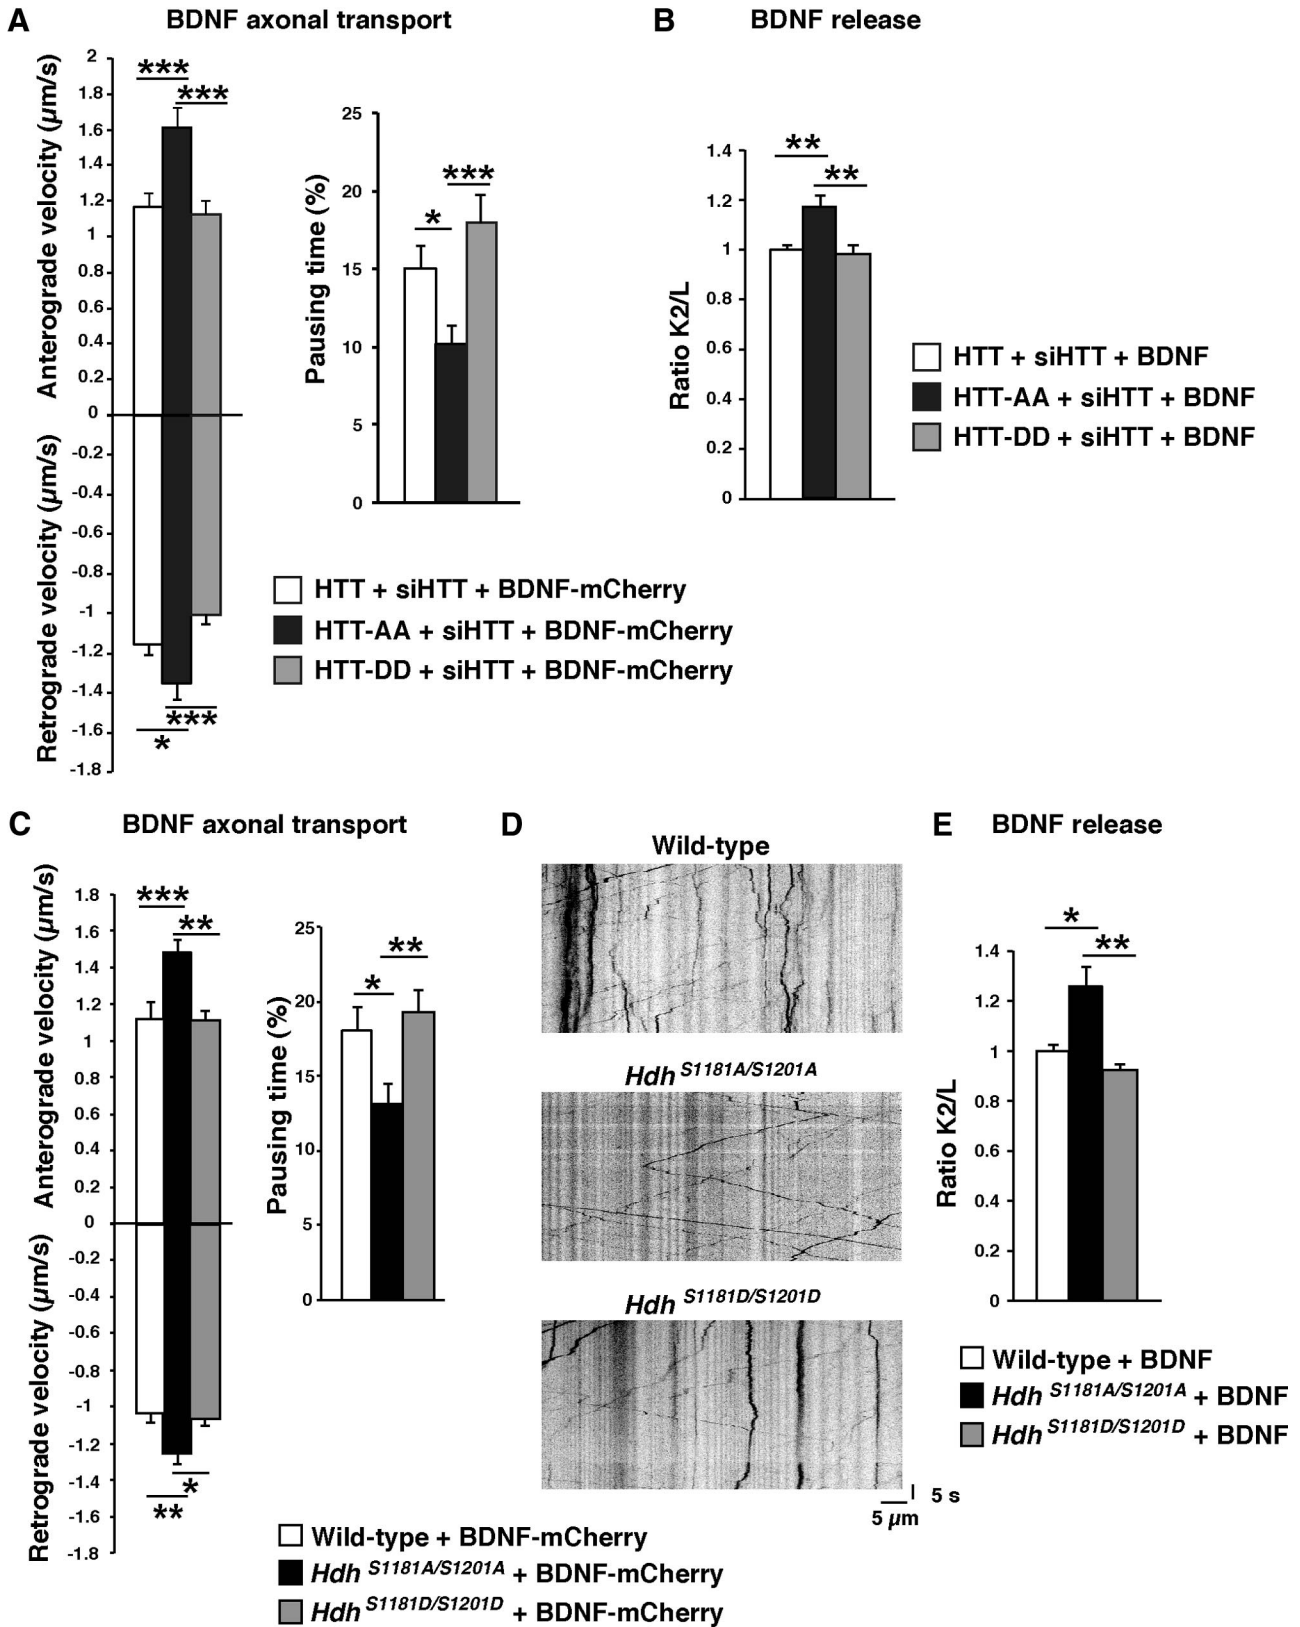 A
BDNF axonal transport
Anterograde velocity (µm/s)
Retrograde velocity (µm/s)
2
1.8
1.6
1.4
1.2
1
0.8
0.6
0.4
0.2
0
-0.2
-0.4
-0.6
-0.8
-1
-1.2
-1.4
-1.6
-1.8
***
***
***
*
Pausing time (%)
25
20
15
10
5
0
*
***
HTT + siHTT + BDNF-mCherry
HTT-AA + siHTT + BDNF-mCherry
HTT-DD + siHTT + BDNF-mCherry
B
BDNF release
Ratio K2/L
1.4
1.2
1
0.8
0.6
0.4
0.2
0
**
**
HTT + siHTT + BDNF
HTT-AA + siHTT + BDNF
HTT-DD + siHTT + BDNF
C
BDNF axonal transport
Anterograde velocity (µm/s)
Retrograde velocity (µm/s)
1.8
1.6
1.4
1.2
1
0.8
0.6
0.4
0.2
0
-0.2
-0.4
-0.6
-0.8
-1
-1.2
-1.4
-1.6
-1.8
***
**
*
**
Pausing time (%)
25
20
15
10
5
0
*
**
Wild-type + BDNF-mCherry
Hdh S1181A/S1201A + BDNF-mCherry
Hdh S1181D/S1201D + BDNF-mCherry
D
Wild-type
Hdh S1181A/S1201A
Hdh S1181D/S1201D
5 s
5 µm
E
BDNF release
Ratio K2/L
1.4
1.2
1
0.8
0.6
0.4
0.2
0
*
**
Wild-type + BDNF
Hdh S1181A/S1201A + BDNF
Hdh S1181D/S1201D + BDNF